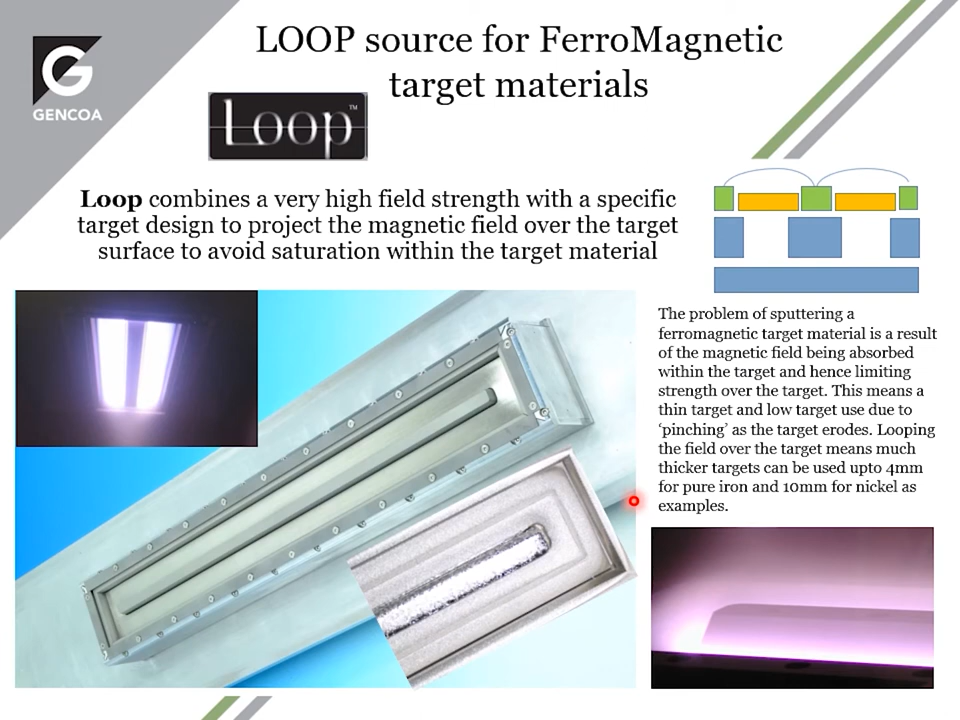 LOOP source for FerroMagnetic
target materials
GENCOA
Loop™
Loop combines a very high field strength with a specific
target design to project the magnetic field over the target
surface to avoid saturation within the target material
The problem of sputtering a
ferromagnetic target material is a result
of the magnetic field being absorbed
within the target and hence limiting
strength over the target. This means a
thin target and low target use due to
‘pinching’ as the target erodes. Looping
the field over the target means much
thicker targets can be used upto 4mm
for pure iron and 10mm for nickel as
examples.